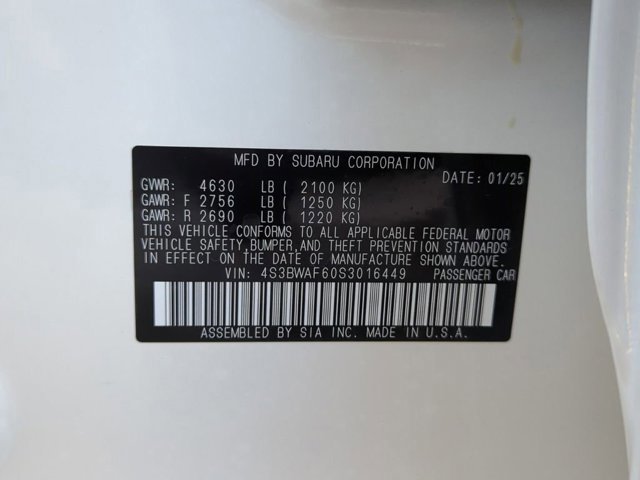 MFD BY SUBARU CORPORATION
DATE: 01/25
GVWR: 4630 LB ( 2100 KG)
GAWR: F 2756 LB ( 1250 KG)
GAWR: R 2690 LB ( 1220 KG)
THIS VEHICLE CONFORMS TO ALL APPLICABLE FEDERAL MOTOR
VEHICLE SAFETY, BUMPER, AND THEFT PREVENTION STANDARDS
IN EFFECT ON THE DATE OF MANUFACTURE SHOWN ABOVE.
VIN: 4S3BWAF60S3016449 PASSENGER CAR
ASSEMBLED BY SIA INC. MADE IN U.S.A.